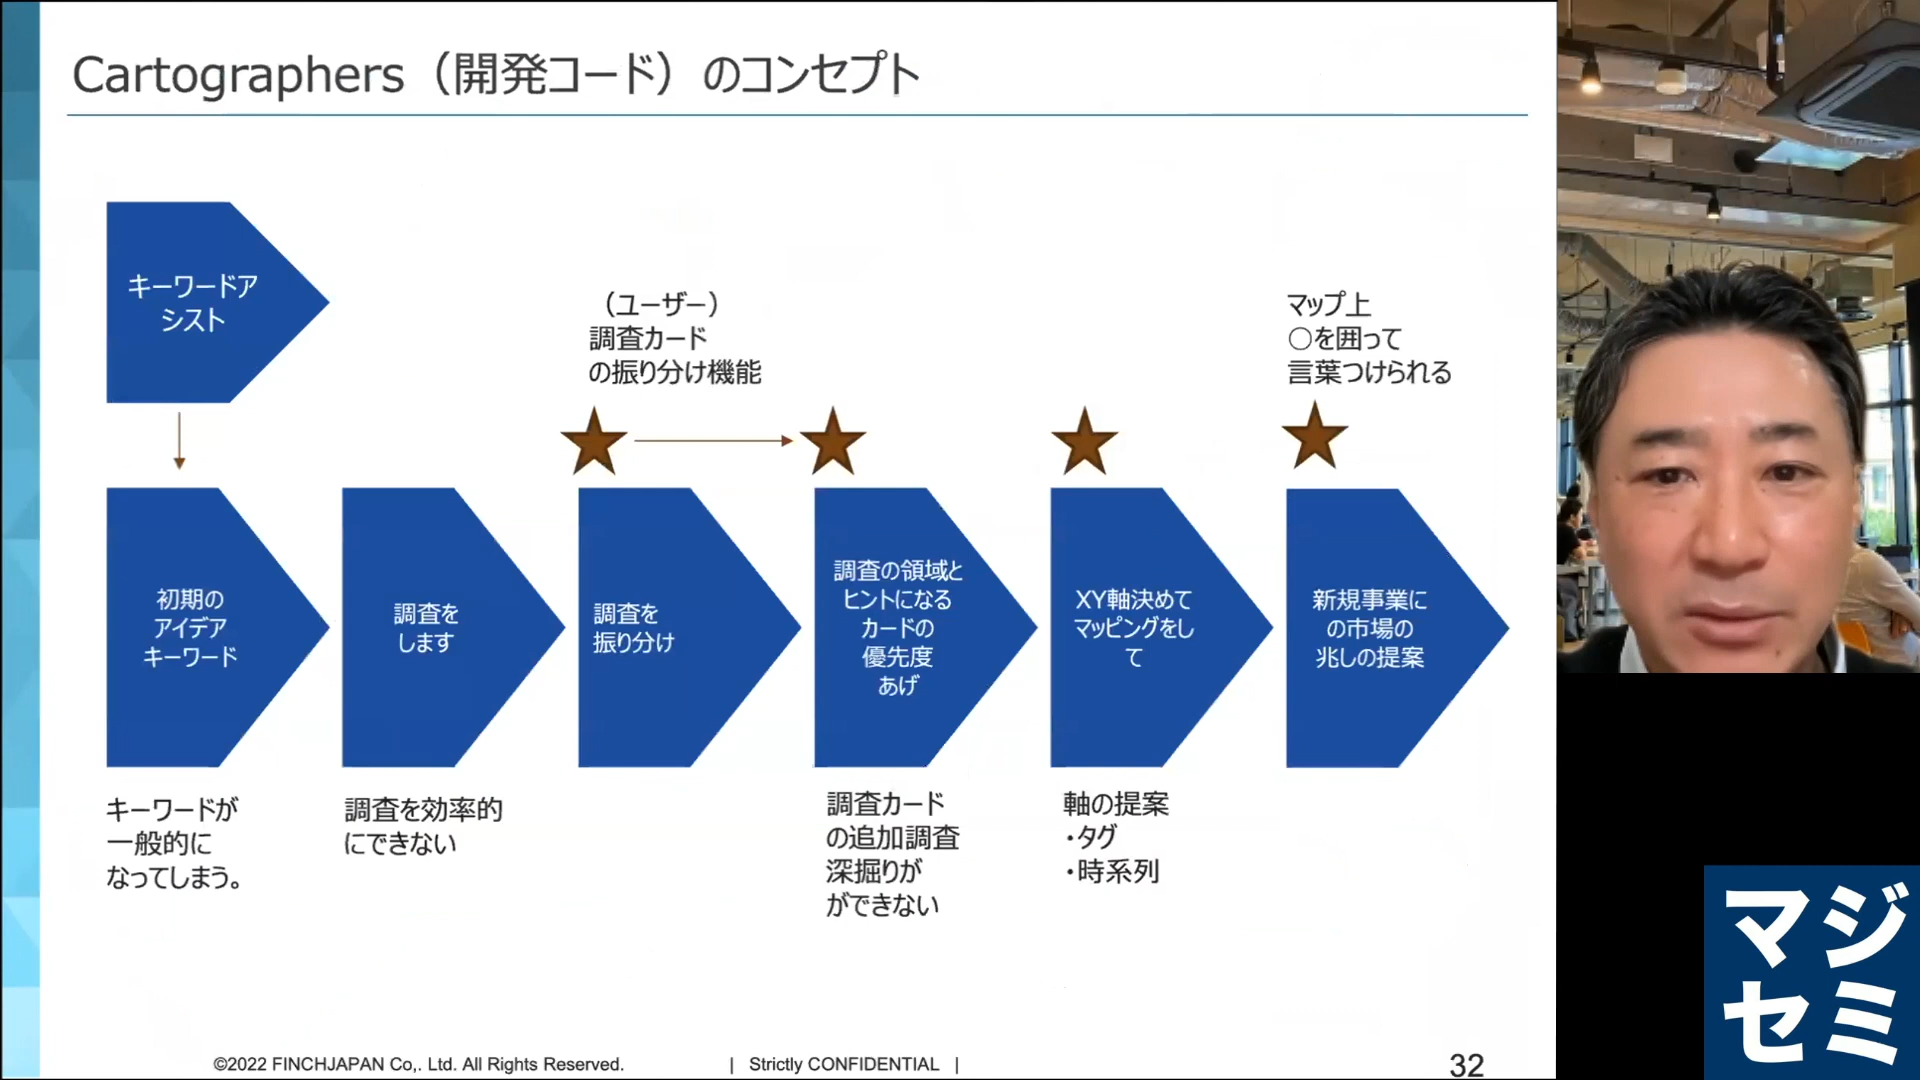 Cartographers（開発コード）のコンセプト
キーワードア
シスト
（ユーザー）
調査カード
の振り分け機能
マップ上
○を囲って
言葉つけられる
初期の
アイデア
キーワード
調査を
します
調査を
振り分け
調査の領域と
ヒントになる
カードの
優先度
あげ
XY軸決めて
マッピングをし
て
新規事業に
の市場の
兆しの提案
キーワードが
一般的に
なってしまう。
調査を効率的
にできない
調査カード
の追加調査
深掘りが
ができない
軸の提案
・タグ
・時系列
©2022 FINCHJAPAN Co,. Ltd. All Rights Reserved. | Strictly CONFIDENTIAL |
32
マジ
セミ